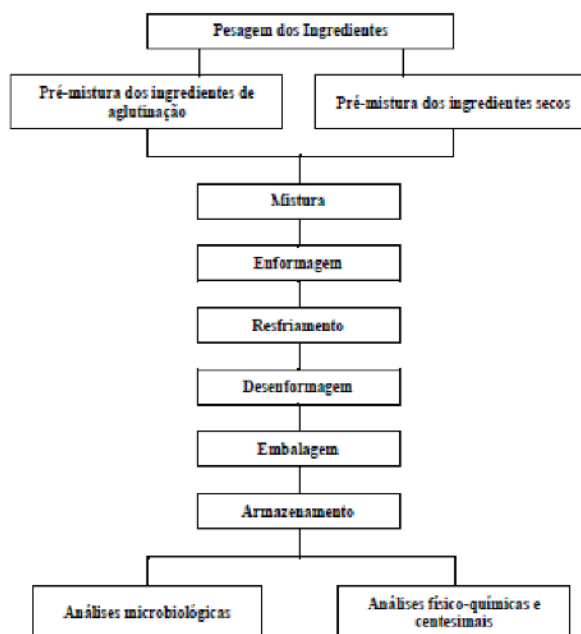 Pesagem dos Ingredientes
Pré-mistura dos ingredientes de
aglutinação
Pré-mistura dos ingredientes secos
Mistura
Enformagem
Resfriamento
Desenformagem
Embalagem
Armazenamento
Análises microbiológicas
Análises físico-químicas e
centesimais